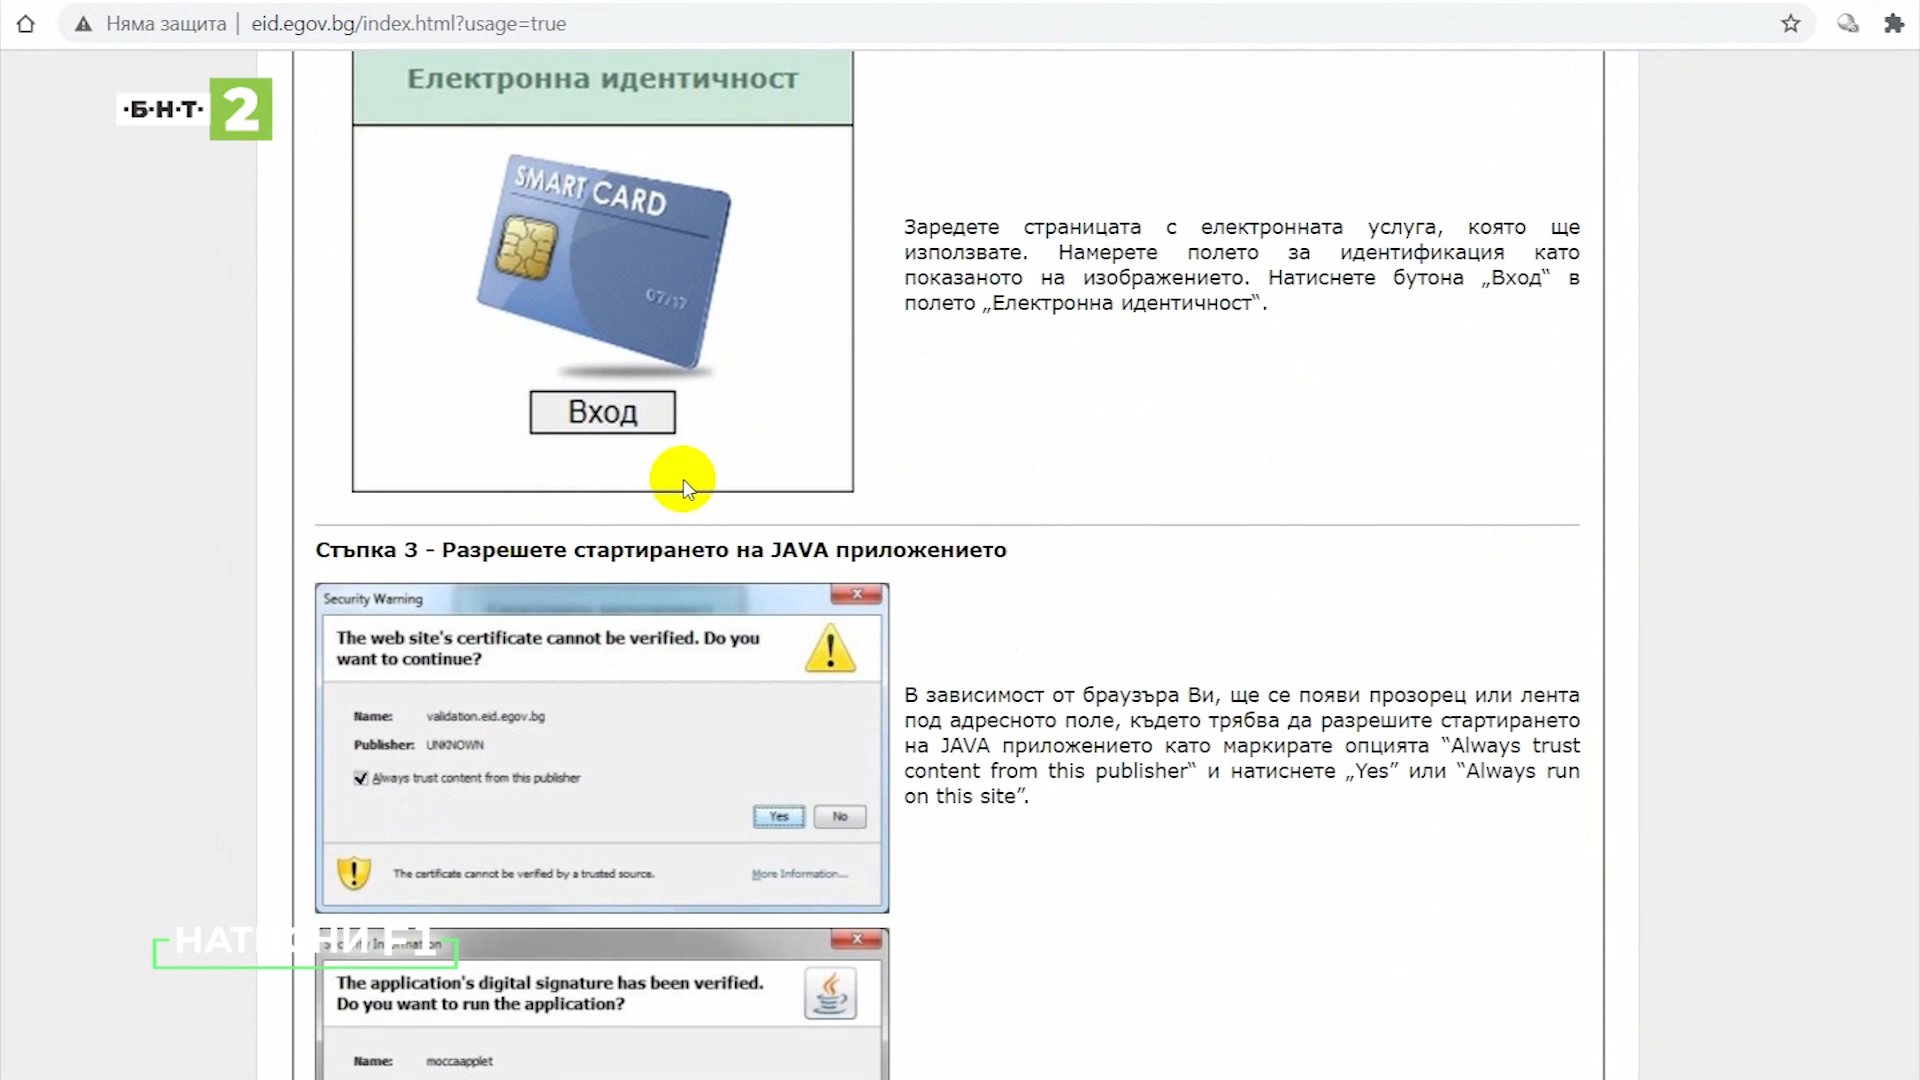 Няма защита | eid.egov.bg/index.html?usage=true
·Б·Н·Т· 2
Електронна идентичност
SMART CARD
07/17
Вход
Заредете страницата с електронната услуга, която ще
използвате. Намерете полето за идентификация като
показаното на изображението. Натиснете бутона „Вход“ в
полето „Електронна идентичност“.
Стъпка 3 - Разрешете стартирането на JAVA приложението
Security Warning
The web site's certificate cannot be verified. Do you
want to continue?
Name: validation.eid.egov.bg
Publisher: UNKNOWN
Always trust content from this publisher
Yes No
The certificate cannot be verified by a trusted source. More Information...
В зависимост от браузъра Ви, ще се появи прозорец или лента
под адресното поле, където трябва да разрешите стартирането
на JAVA приложението като маркирате опцията “Always trust
content from this publisher“ и натиснете „Yes” или “Always run
on this site”.
НАТИСНИ F1
Security Information
The application's digital signature has been verified.
Do you want to run the application?
Name: moccaapplet